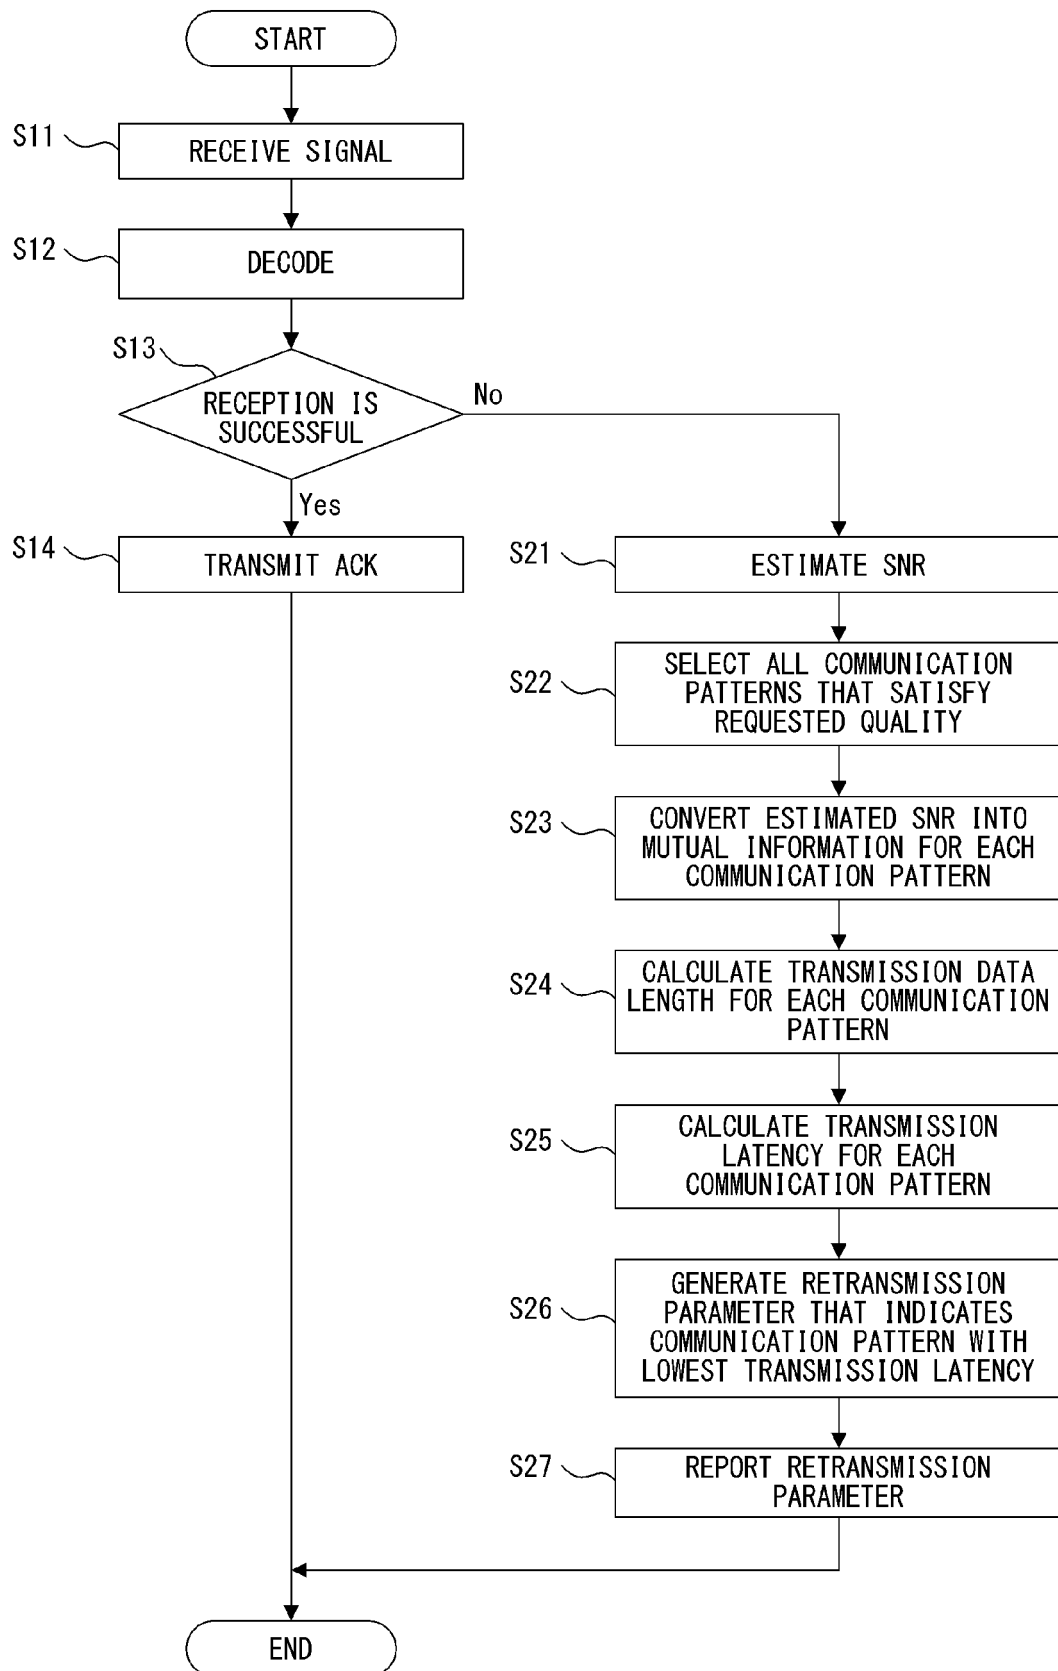 START
S11
RECEIVE SIGNAL
S12
DECODE
S13
RECEPTION IS
SUCCESSFUL
No
Yes
S14
TRANSMIT ACK
S21
ESTIMATE SNR
S22
SELECT ALL COMMUNICATION
PATTERNS THAT SATISFY
REQUESTED QUALITY
S23
CONVERT ESTIMATED SNR INTO
MUTUAL INFORMATION FOR EACH
COMMUNICATION PATTERN
S24
CALCULATE TRANSMISSION DATA
LENGTH FOR EACH COMMUNICATION
PATTERN
S25
CALCULATE TRANSMISSION
LATENCY FOR EACH
COMMUNICATION PATTERN
S26
GENERATE RETRANSMISSION
PARAMETER THAT INDICATES
COMMUNICATION PATTERN WITH
LOWEST TRANSMISSION LATENCY
S27
REPORT RETRANSMISSION
PARAMETER
END